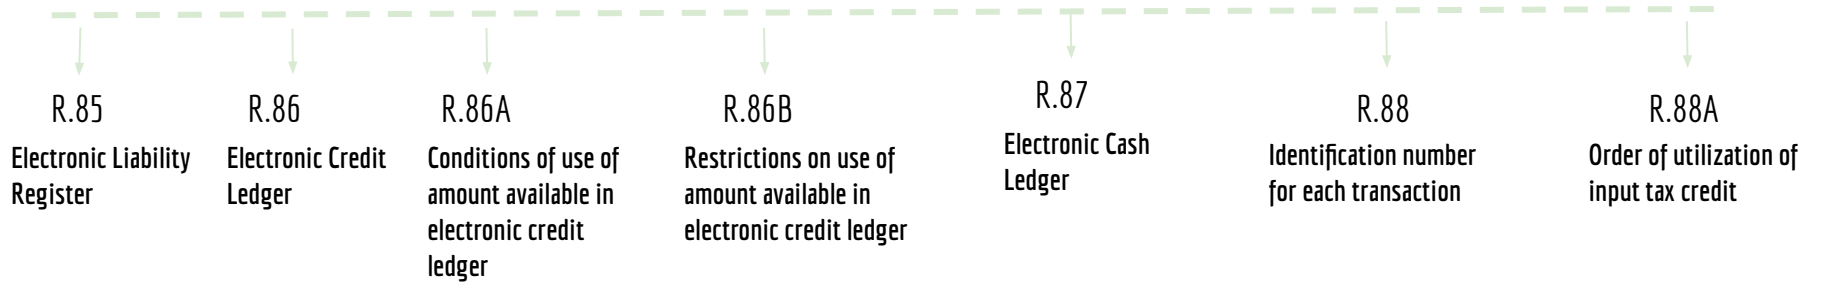 R.85
Electronic Liability
Register
R.86
Electronic Credit
Ledger
R.86A
Conditions of use of
amount available in
electronic credit
ledger
R.86B
Restrictions on use of
amount available in
electronic credit ledger
R.87
Electronic Cash
Ledger
R.88
Identification number
for each transaction
R.88A
Order of utilization of
input tax credit